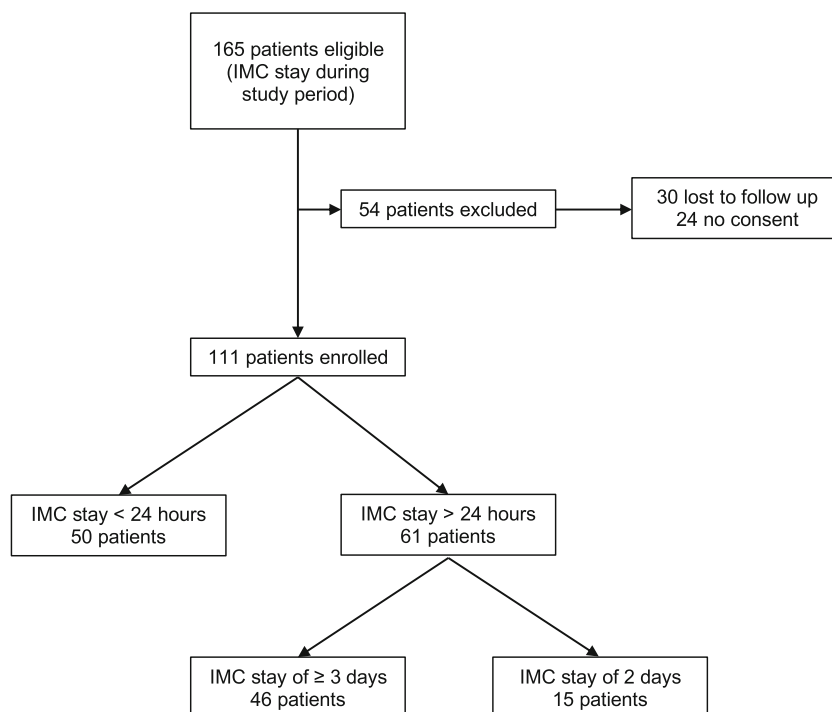 165 patients eligible
(IMC stay during
study period)
54 patients excluded
30 lost to follow up
24 no consent
111 patients enrolled
IMC stay < 24 hours
50 patients
IMC stay > 24 hours
61 patients
IMC stay of ≥ 3 days
46 patients
IMC stay of 2 days
15 patients